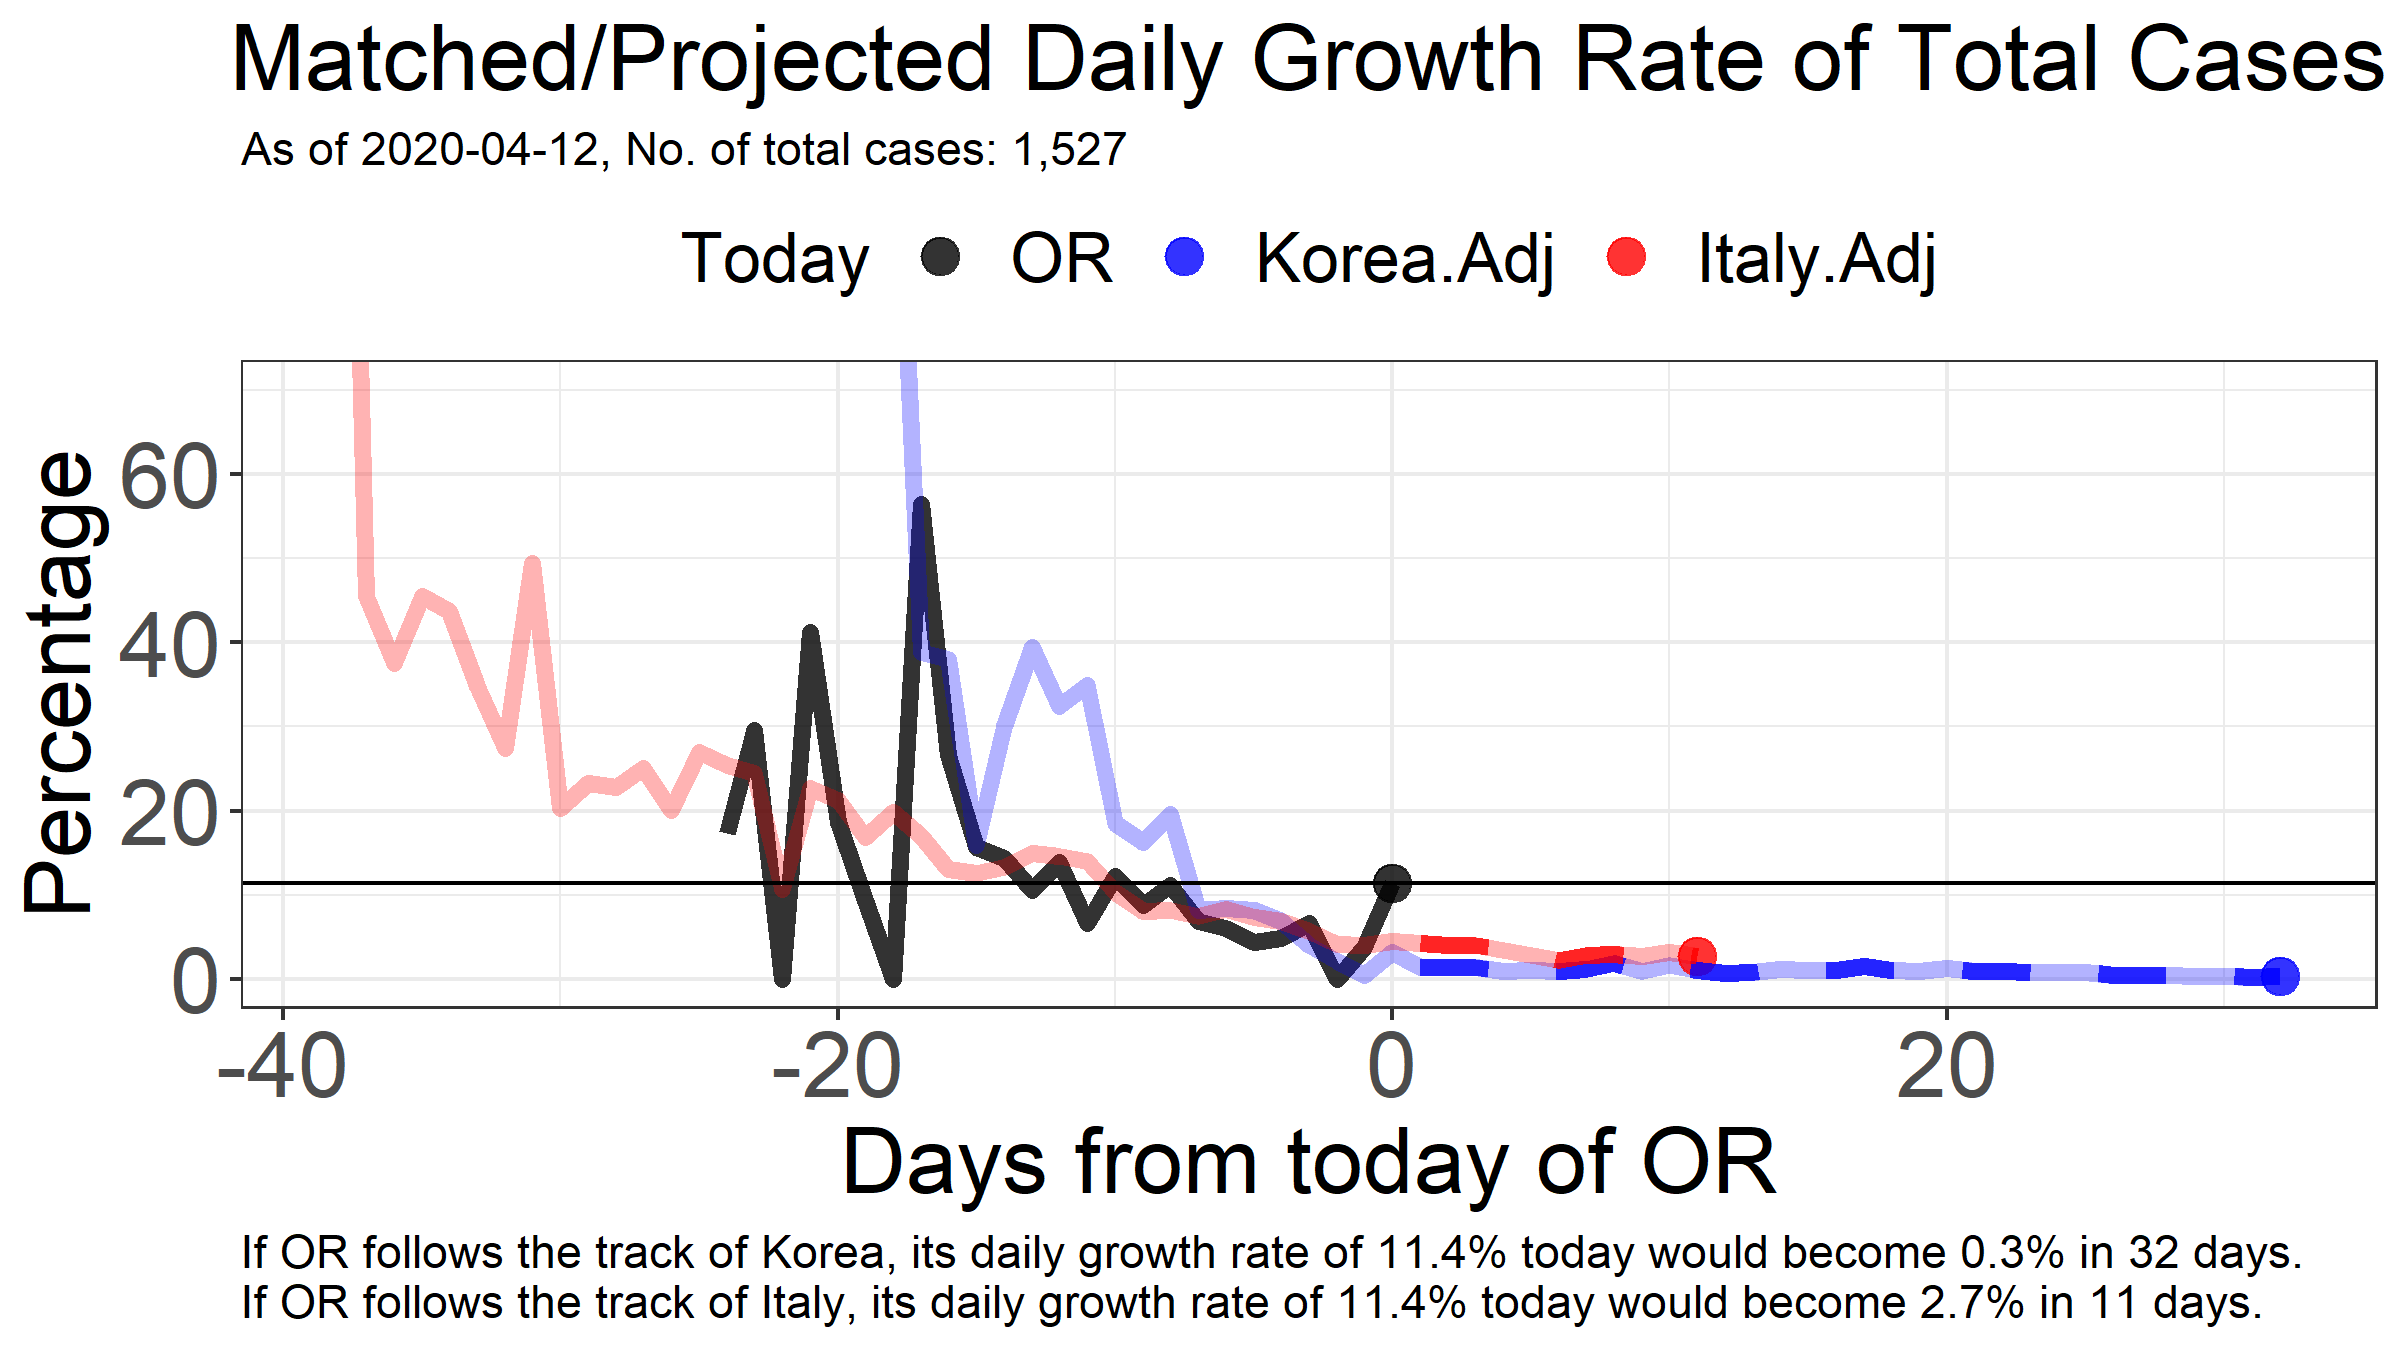 Matched/Projected Daily Growth Rate of Total Cases
As of 2020-04-12, No. of total cases: 1,527
Today OR Korea.Adj Italy.Adj
Percentage
60
40
20
0
-40 -20 0 20
Days from today of OR
If OR follows the track of Korea, its daily growth rate of 11.4% today would become 0.3% in 32 days.
If OR follows the track of Italy, its daily growth rate of 11.4% today would become 2.7% in 11 days.